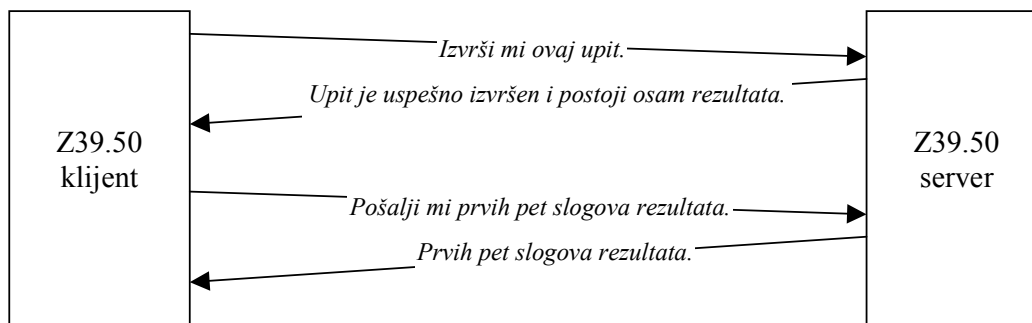 Izvrši mi ovaj upit.
Upit je uspešno izvršen i postoji osam rezultata.
Z39.50
klijent
Z39.50
server
Pošalji mi prvih pet slogova rezultata.
Prvih pet slogova rezultata.